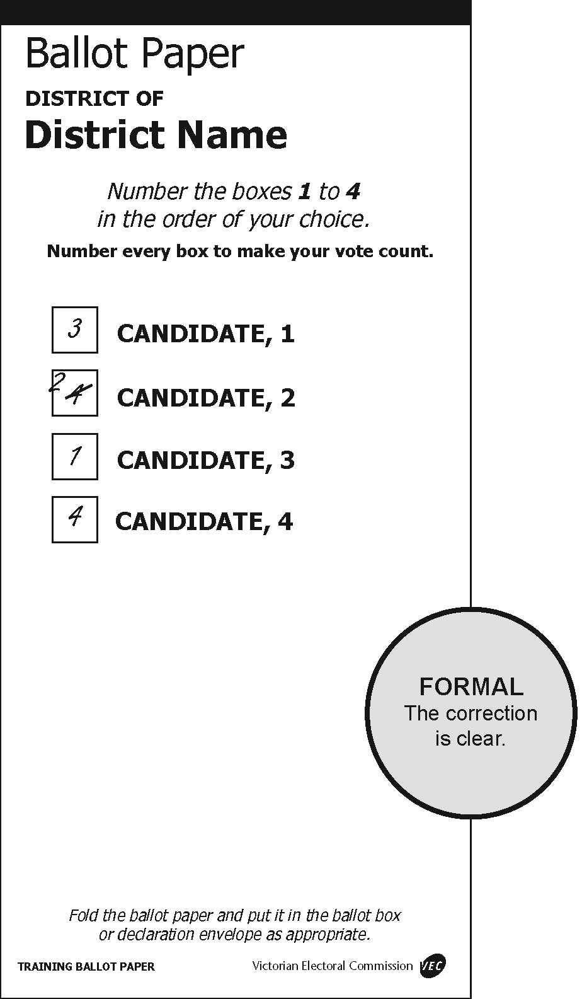 Ballot Paper
DISTRICT OF
District Name
Number the boxes 1 to 4
in the order of your choice.
Number every box to make your vote count.
3 CANDIDATE, 1
2 4 CANDIDATE, 2
1 CANDIDATE, 3
4 CANDIDATE, 4
FORMAL
The correction
is clear.
Fold the ballot paper and put it in the ballot box
or declaration envelope as appropriate.
TRAINING BALLOT PAPER Victorian Electoral Commission VEC